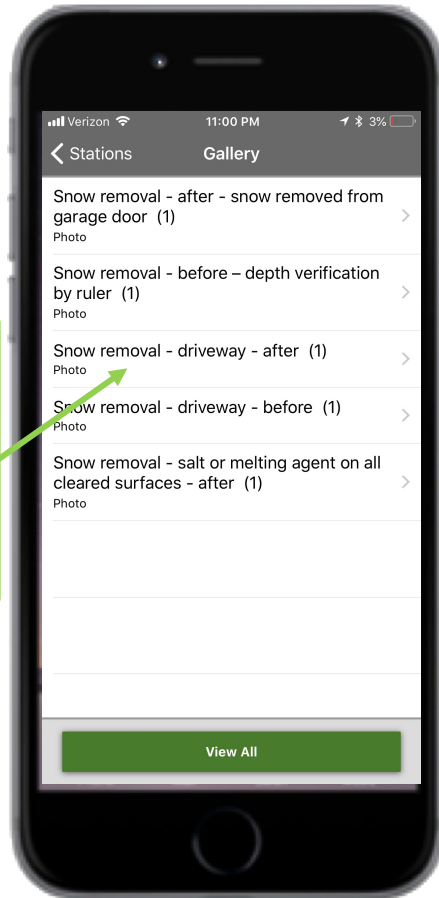 Verizon 11:00 PM 3%
Stations Gallery
Snow removal - after - snow removed from
garage door (1)
Photo
Snow removal - before – depth verification
by ruler (1)
Photo
Snow removal - driveway - after (1)
Photo
Snow removal - driveway - before (1)
Photo
Snow removal - salt or melting agent on all
cleared surfaces - after (1)
Photo
View All